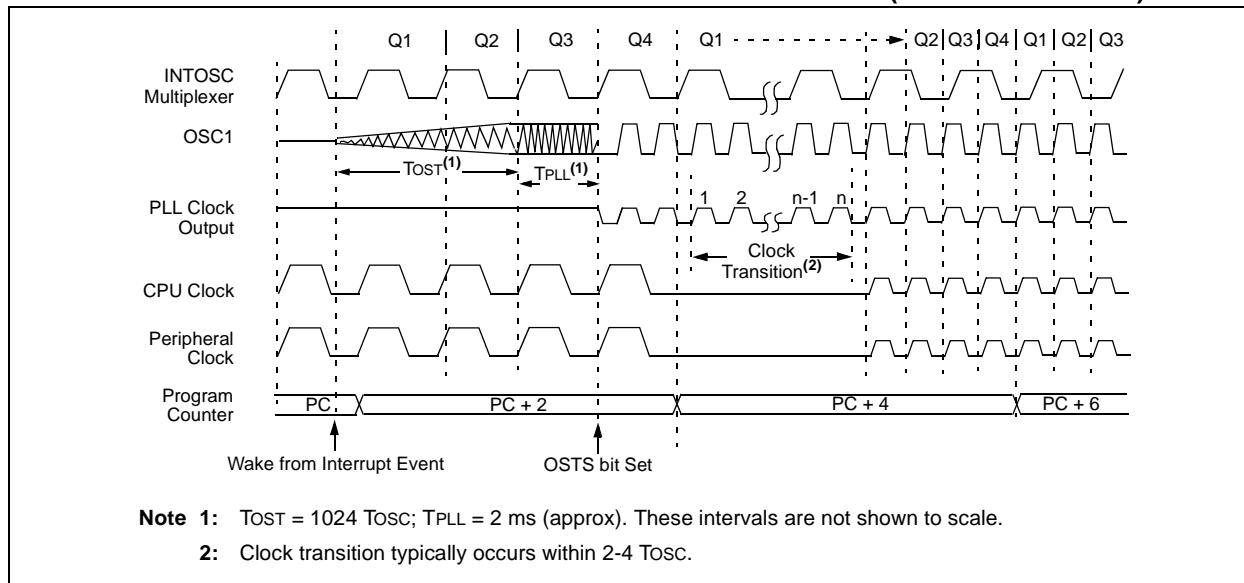 Q1 Q2 Q3 Q4 Q1 Q2 Q3 Q4 Q1 Q2 Q3
INTOSC
Multiplexer
OSC1
TOST(1)
TPLL(1)
PLL Clock
Output
1 2 n-1 n
Clock
Transition(2)
CPU Clock
Peripheral
Clock
Program
Counter
PC PC + 2 PC + 4 PC + 6
Wake from Interrupt Event OSTS bit Set
Note 1: TOST = 1024 TOSC; TPLL = 2 ms (approx). These intervals are not shown to scale.
2: Clock transition typically occurs within 2-4 TOSC.